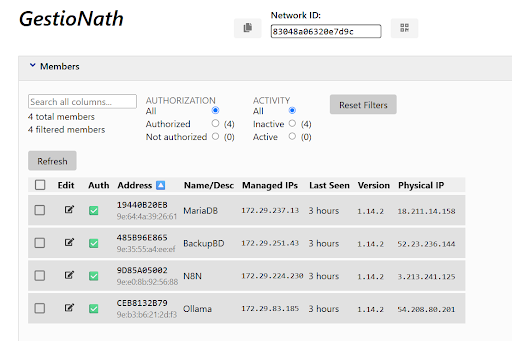 GestioNath
Network ID:
83048a06320e7d9c
Members
Search all columns...
4 total members
4 filtered members
AUTHORIZATION
All
Authorized (4)
Not authorized (0)
ACTIVITY
All
Inactive (4)
Active (0)
Reset Filters
Refresh
Edit Auth Address Name/Desc Managed IPs Last Seen Version Physical IP
19440B20EB
9e:64:4a:39:26:61 MariaDB 172.29.237.13 3 hours 1.14.2 18.211.14.158
485B96E865
9e:35:55:a4:ee:ef BackupBD 172.29.251.43 3 hours 1.14.2 52.23.236.144
9D85A05002
9e:e0:8b:92:56:88 N8N 172.29.224.230 3 hours 1.14.2 3.213.241.125
CEB8132B79
9e:b3:b6:21:2d:f3 Ollama 172.29.83.185 3 hours 1.14.2 54.208.80.201